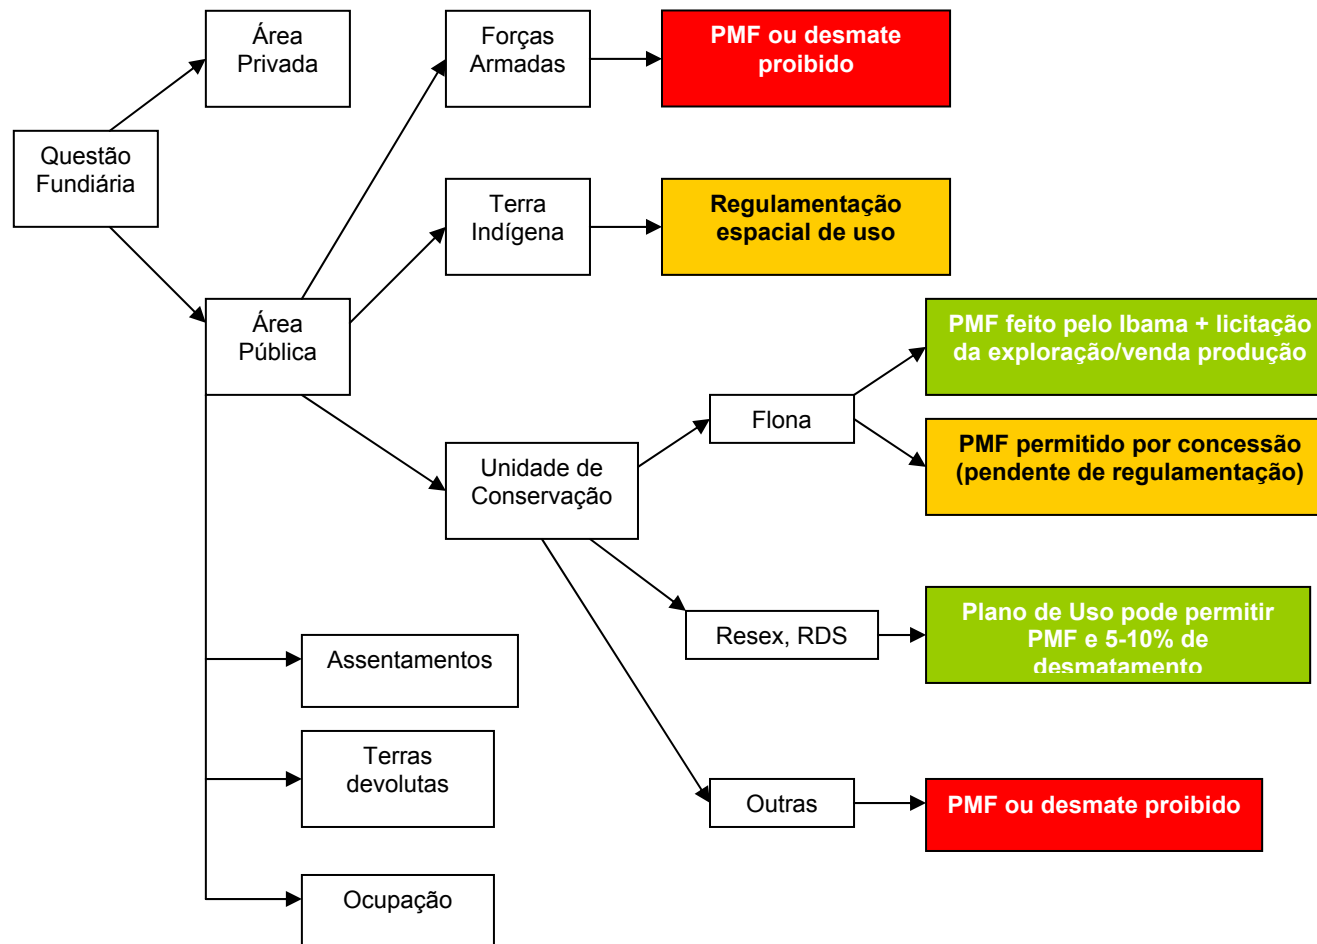 Área
Privada
Forças
Armadas
PMF ou desmate
proibido
Questão
Fundiária
Terra
Indígena
Regulamentação
espacial de uso
Área
Pública
PMF feito pelo Ibama + licitação
da exploração/venda produção
Flona
PMF permitido por concessão
(pendente de regulamentação)
Unidade de
Conservação
Plano de Uso pode permitir
PMF e 5-10% de
desmatamento
Resex, RDS
Assentamentos
Terras
devolutas
Outras
PMF ou desmate proibido
Ocupação